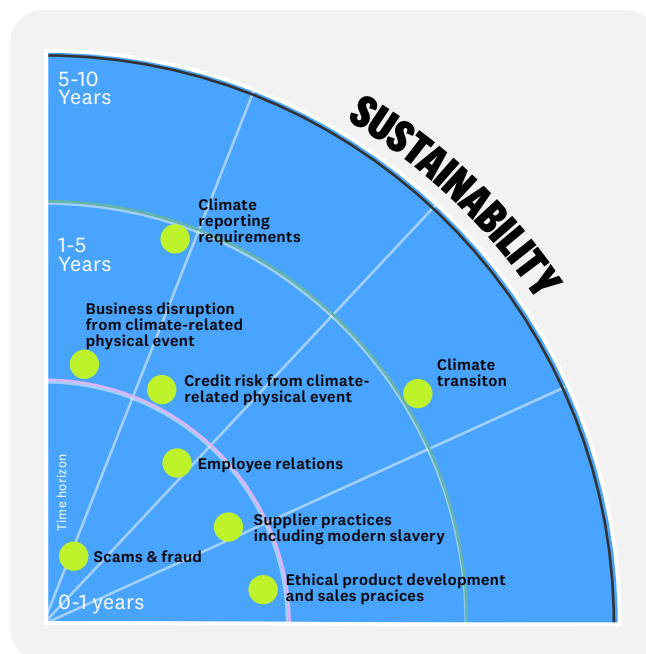 SUSTAINABILITY
5-10
Years
Climate
reporting
requirements
1-5
Years
Business disruption
from climate-related
physical event
Climate
transiton
Credit risk from climate-
related physical event
Employee relations
Time horizon
Supplier practices
including modern slavery
Scams & fraud
Ethical product development
and sales pracices
0-1 years